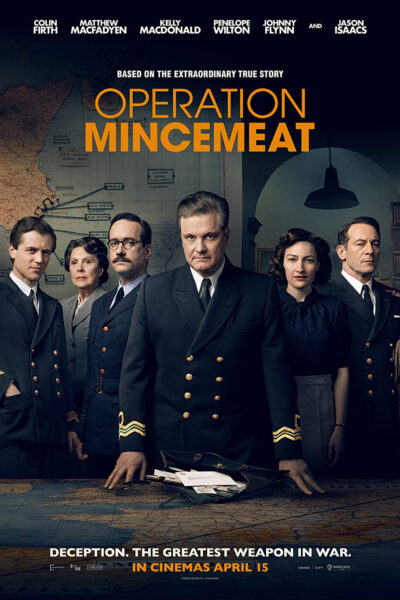 COLIN FIRTH
MATTHEW MACFADYEN
KELLY MACDONALD
PENELOPE WILTON
JOHNNY FLYNN
AND
JASON ISAACS
BASED ON THE EXTRAORDINARY TRUE STORY
OPERATION
MINCEMEAT
DECEPTION. THE GREATEST WEAPON IN WAR.
IN CINEMAS APRIL 15